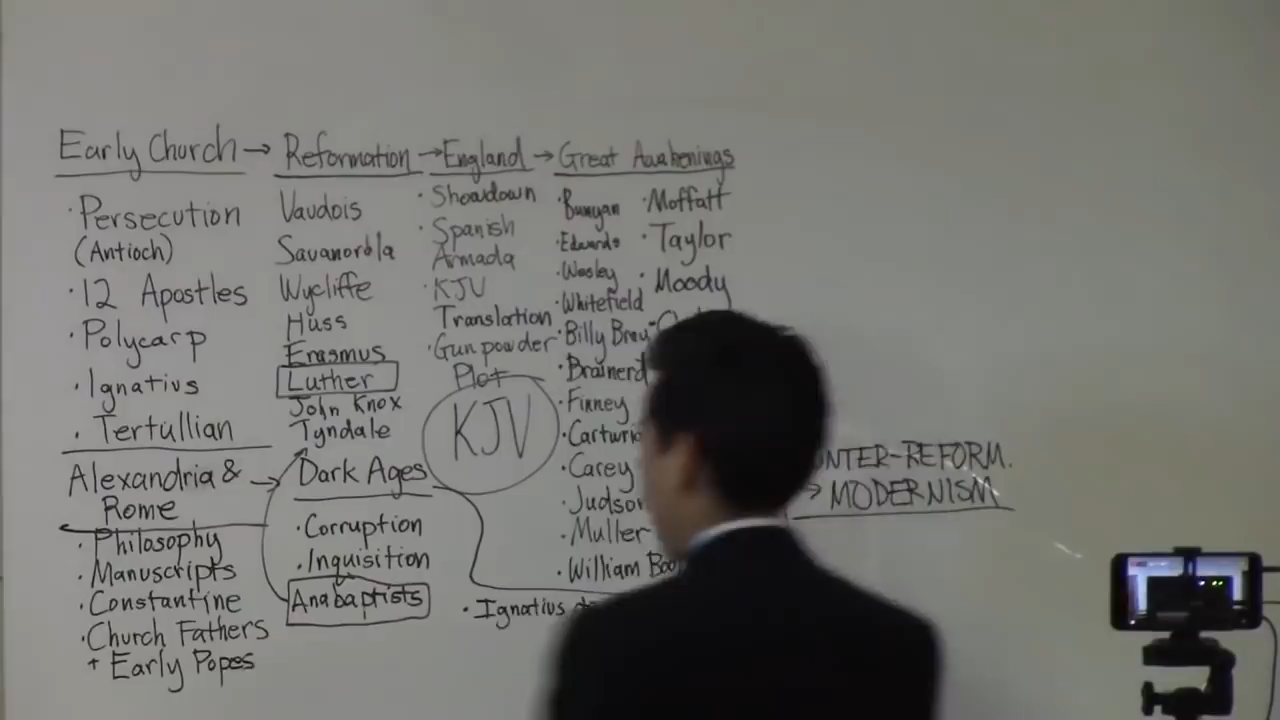 Early Church → Reformation → England → Great Awakenings
· Persecution
(Antioch)
· 12 Apostles
· Polycarp
· Ignatius
· Tertullian
Alexandria & →
Rome
· Philosophy
· Manuscripts
· Constantine
· Church Fathers
+ Early Popes
Vaudois
Savanorola
Wycliffe
Huss
Erasmus
Luther
John Knox
Tyndale
Dark Ages
· Corruption
· Inquisition
Anabaptists
· Showdown
· Spanish
Armada
· KJV
Translation
· Gunpowder
Plot
KJV
· Ignatius
· Bunyan
· Edwards
· Wesley
· Whitefield
· Billy Bray
· Brainerd
· Finney
· Carey
· Judson
· Muller
· William
· Moffatt
· Taylor
· Moody
UNTER-REFORM.
→ MODERNISM